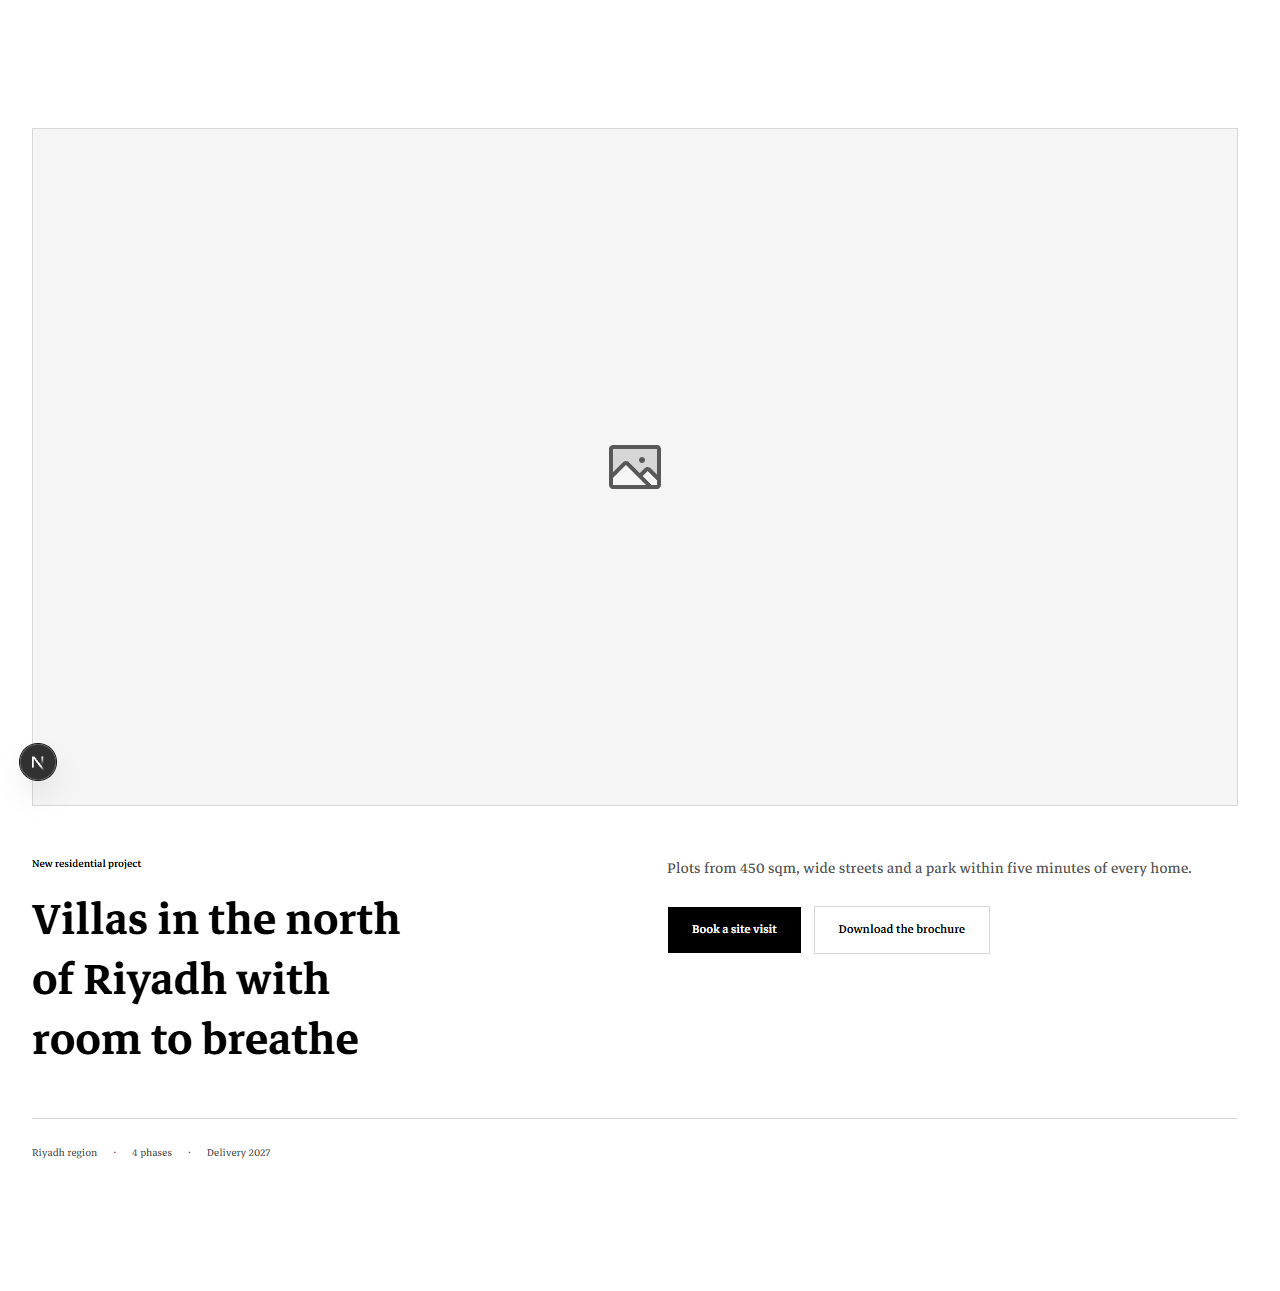 New residential project
Villas in the north
of Riyadh with
room to breathe
Plots from 450 sqm, wide streets and a park within five minutes of every home.
Book a site visit
Download the brochure
Riyadh region · 4 phases · Delivery 2027